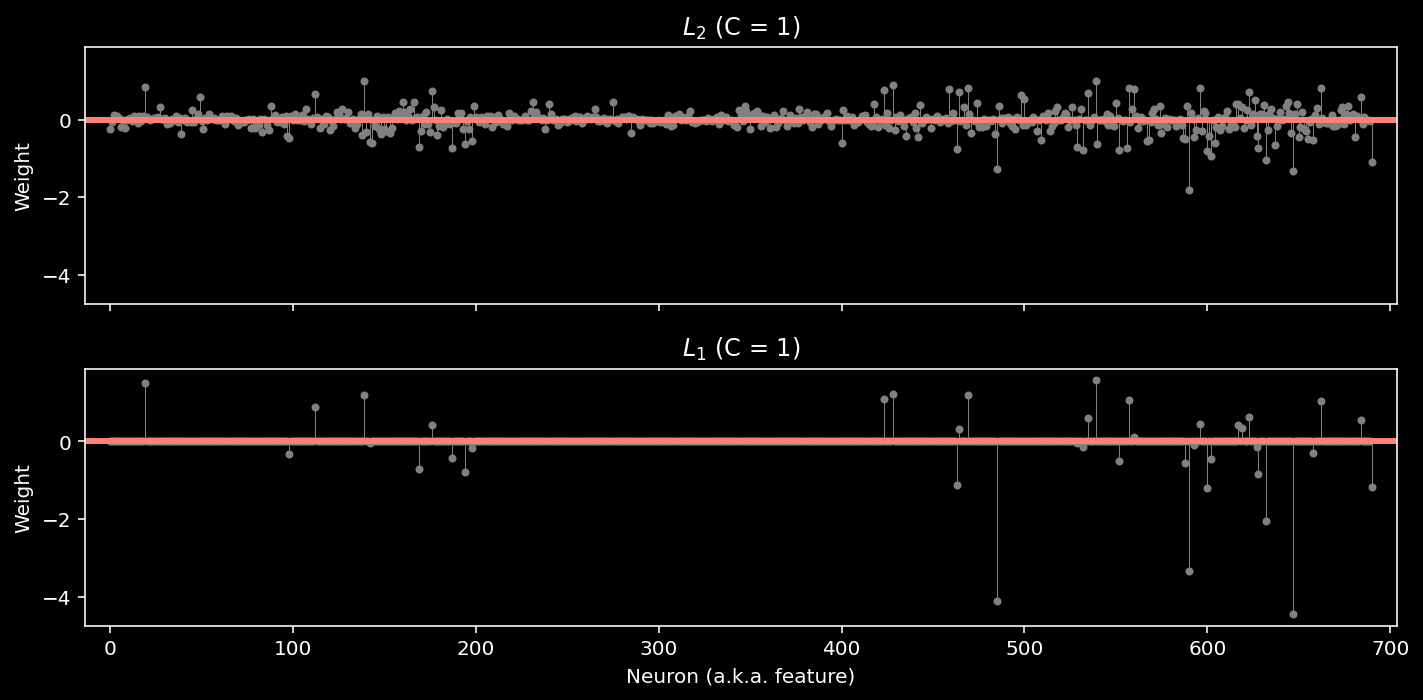 L₂ (C = 1)
0
−2
−4
Weight
L₁ (C = 1)
0
−2
−4
Weight
0 100 200 300 400 500 600 700
Neuron (a.k.a. feature)